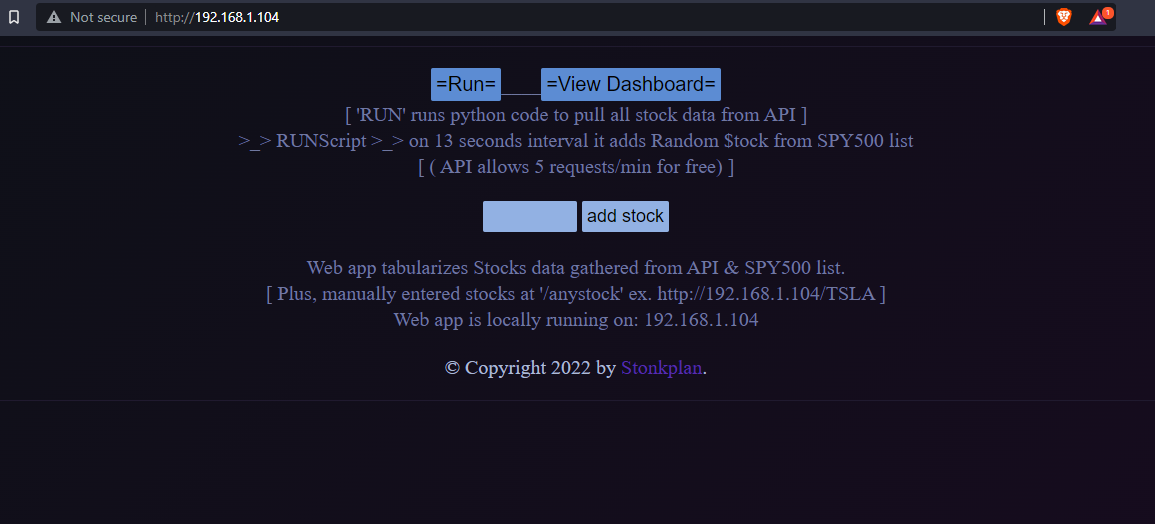 Not secure http://192.168.1.104 1
=Run= =View Dashboard=
[ 'RUN' runs python code to pull all stock data from API ]
>_> RUNScript >_> on 13 seconds interval it adds Random $tock from SPY500 list
[ ( API allows 5 requests/min for free) ]
add stock
Web app tabularizes Stocks data gathered from API & SPY500 list.
[ Plus, manually entered stocks at '/anystock' ex. http://192.168.1.104/TSLA ]
Web app is locally running on: 192.168.1.104
© Copyright 2022 by Stonkplan.